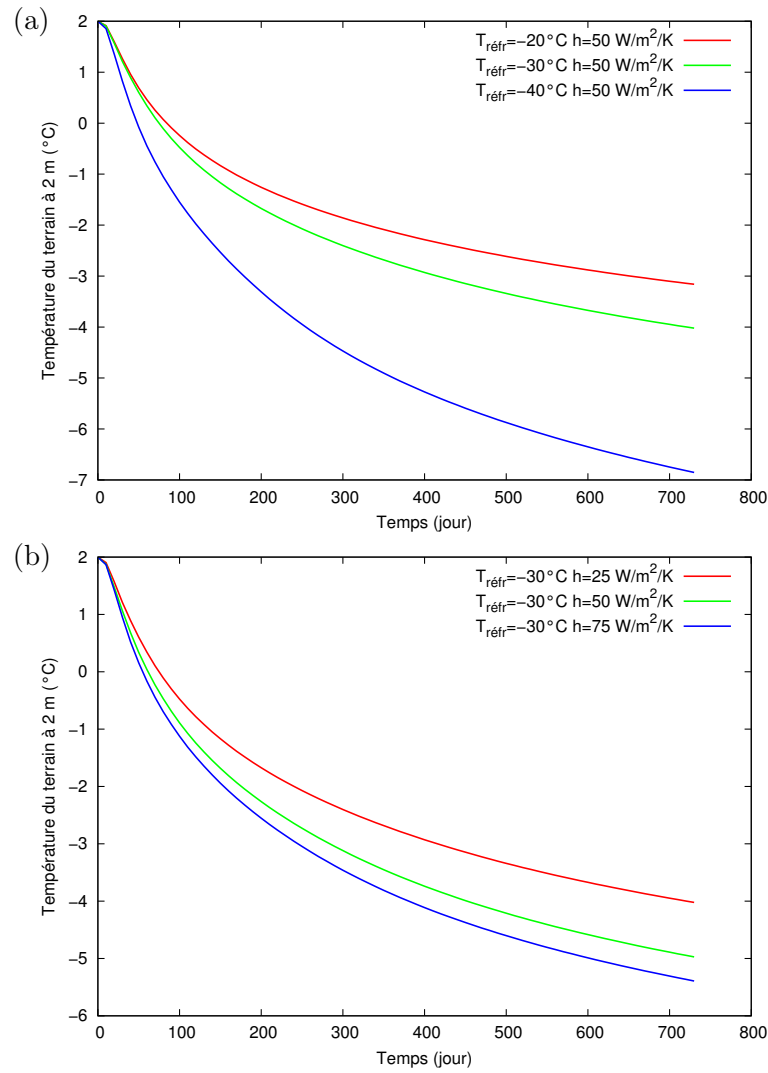 (a)
T_réfr=−20°C h=50 W/m²/K
T_réfr=−30°C h=50 W/m²/K
T_réfr=−40°C h=50 W/m²/K
2
1
0
−1
−2
−3
−4
−5
−6
−7
Température du terrain à 2 m (°C)
0 100 200 300 400 500 600 700 800
Temps (jour)
(b)
T_réfr=−30°C h=25 W/m²/K
T_réfr=−30°C h=50 W/m²/K
T_réfr=−30°C h=75 W/m²/K
2
1
0
−1
−2
−3
−4
−5
−6
Température du terrain à 2 m (°C)
0 100 200 300 400 500 600 700 800
Temps (jour)